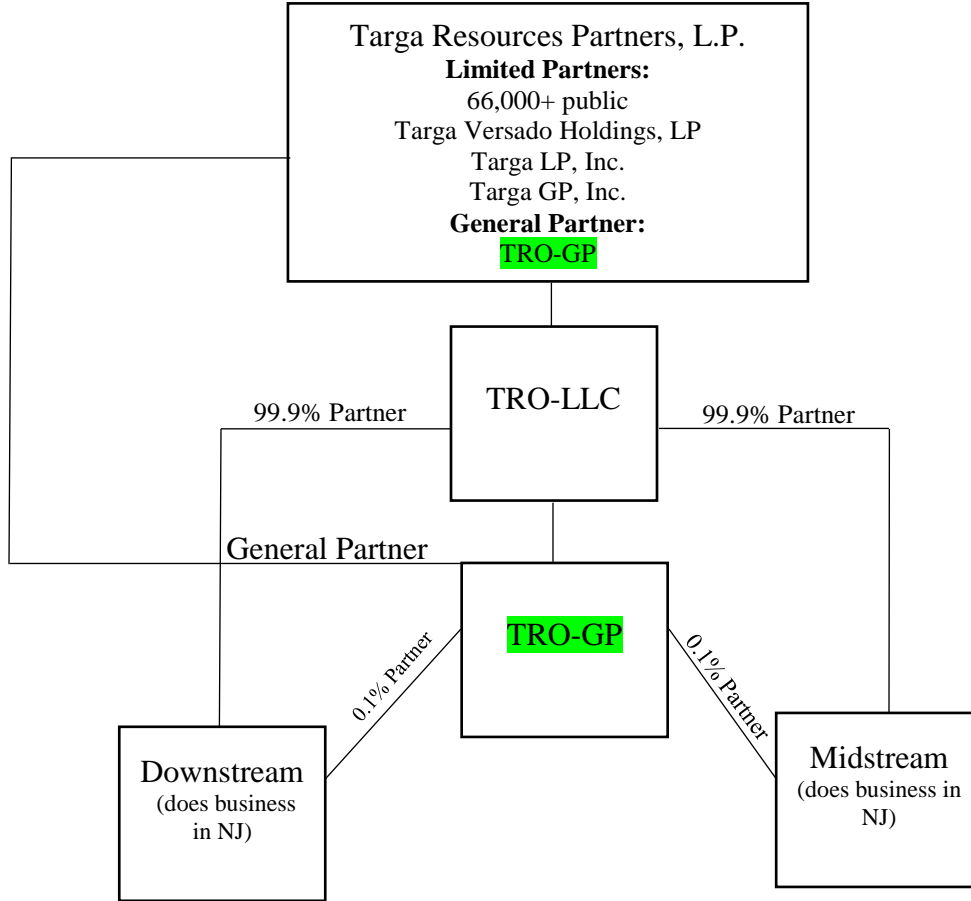 Targa Resources Partners, L.P.
Limited Partners:
66,000+ public
Targa Versado Holdings, LP
Targa LP, Inc.
Targa GP, Inc.
General Partner:
TRO-GP
TRO-LLC
99.9% Partner
99.9% Partner
General Partner
TRO-GP
0.1% Partner
0.1% Partner
Downstream
(does business
in NJ)
Midstream
(does business in
NJ)